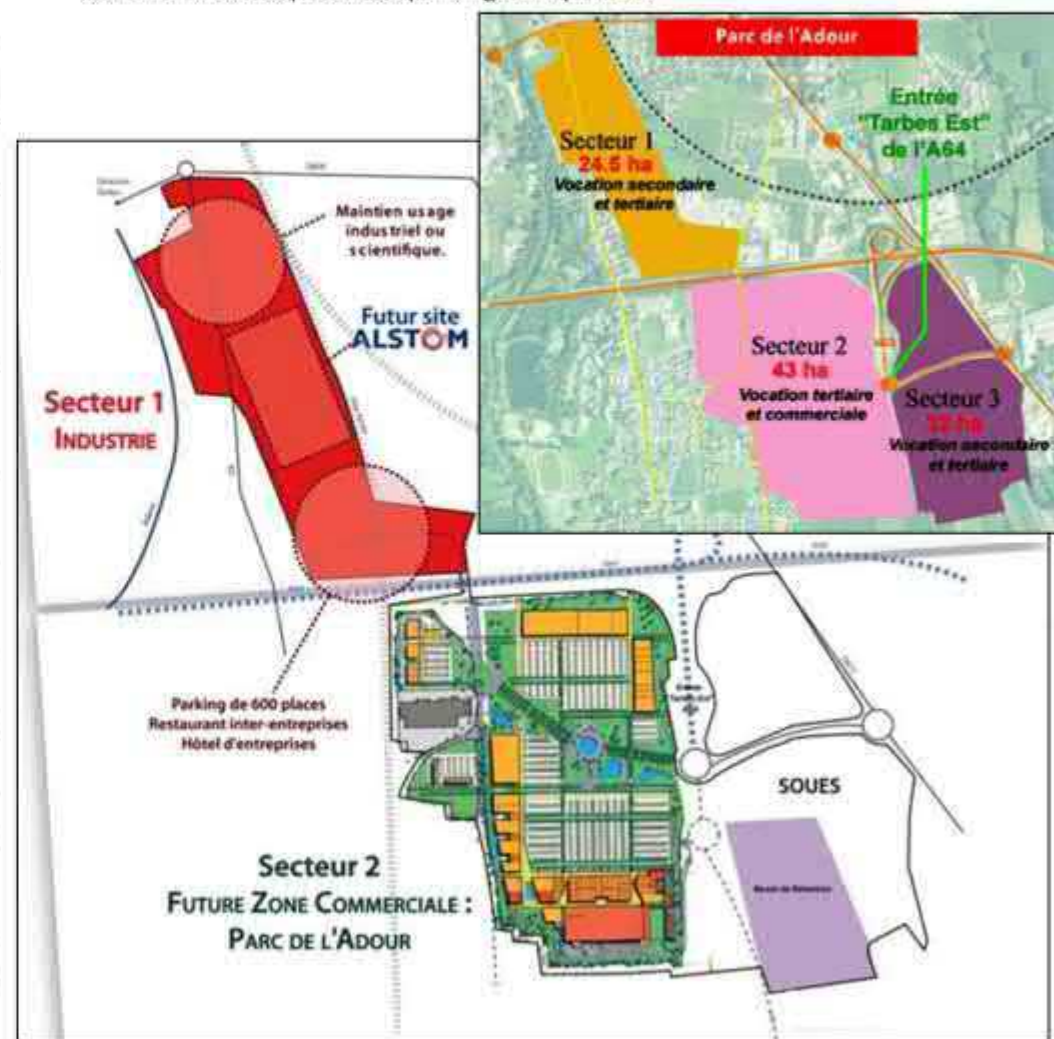 Parc de l'Adour
Entrée
"Tarbes Est"
de l'A64
Secteur 1
24.5 ha
Vocation secondaire
et tertiaire
Secteur 2
43 ha
Vocation tertiaire
et commerciale
Secteur 3
Vocation secondaire
et tertiaire
Maintien usage
industriel ou
scientifique.
Futur site
ALSTOM
Secteur 1
INDUSTRIE
Parking de 600 places
Restaurant inter-entreprises
Hôtel d'entreprises
SOUES
Secteur 2
FUTURE ZONE COMMERCIALE :
PARC DE L'ADOUR